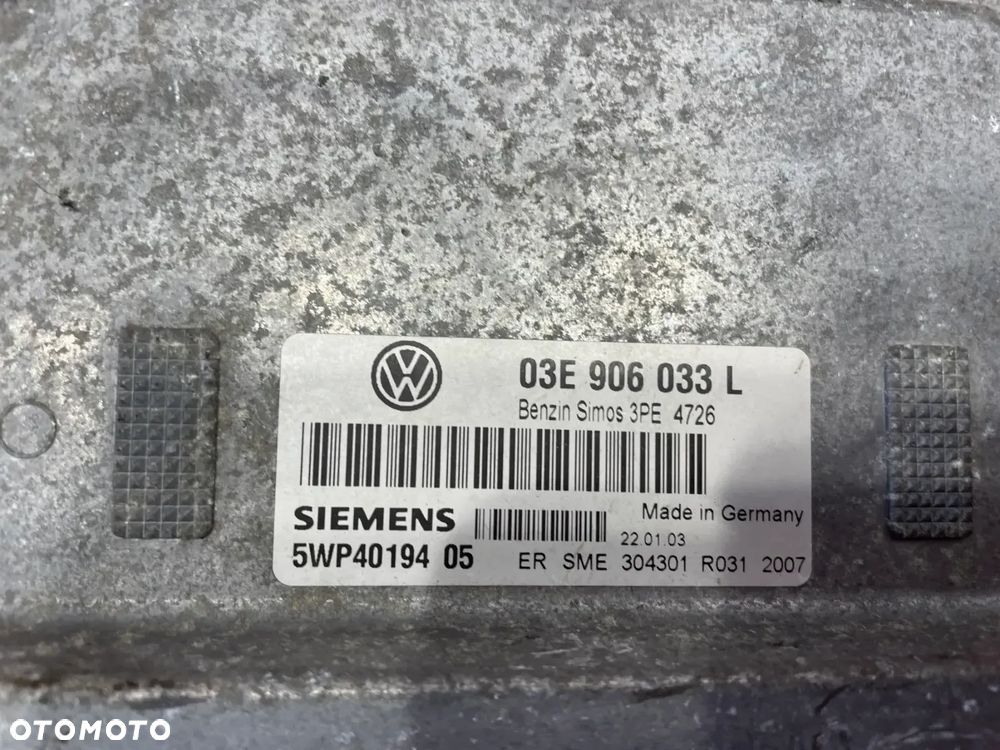 03E 906 033 L
Benzin Simos 3PE 4726
SIEMENS
Made in Germany
22.01.03
5WP40194 05
ER SME 304301 R031 2007
OTOMOTO